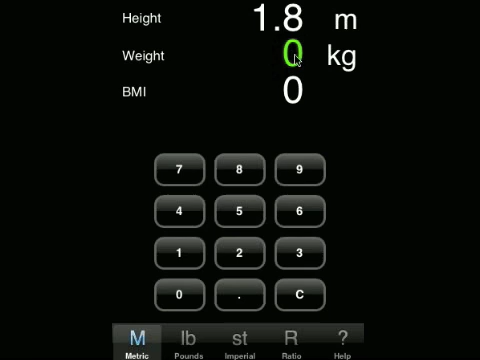 Height 1.8 m
Weight 0 kg
BMI 0
7 8 9
4 5 6
1 2 3
0 . C
M lb st R ?
Metric Pounds Imperial Ratio Help